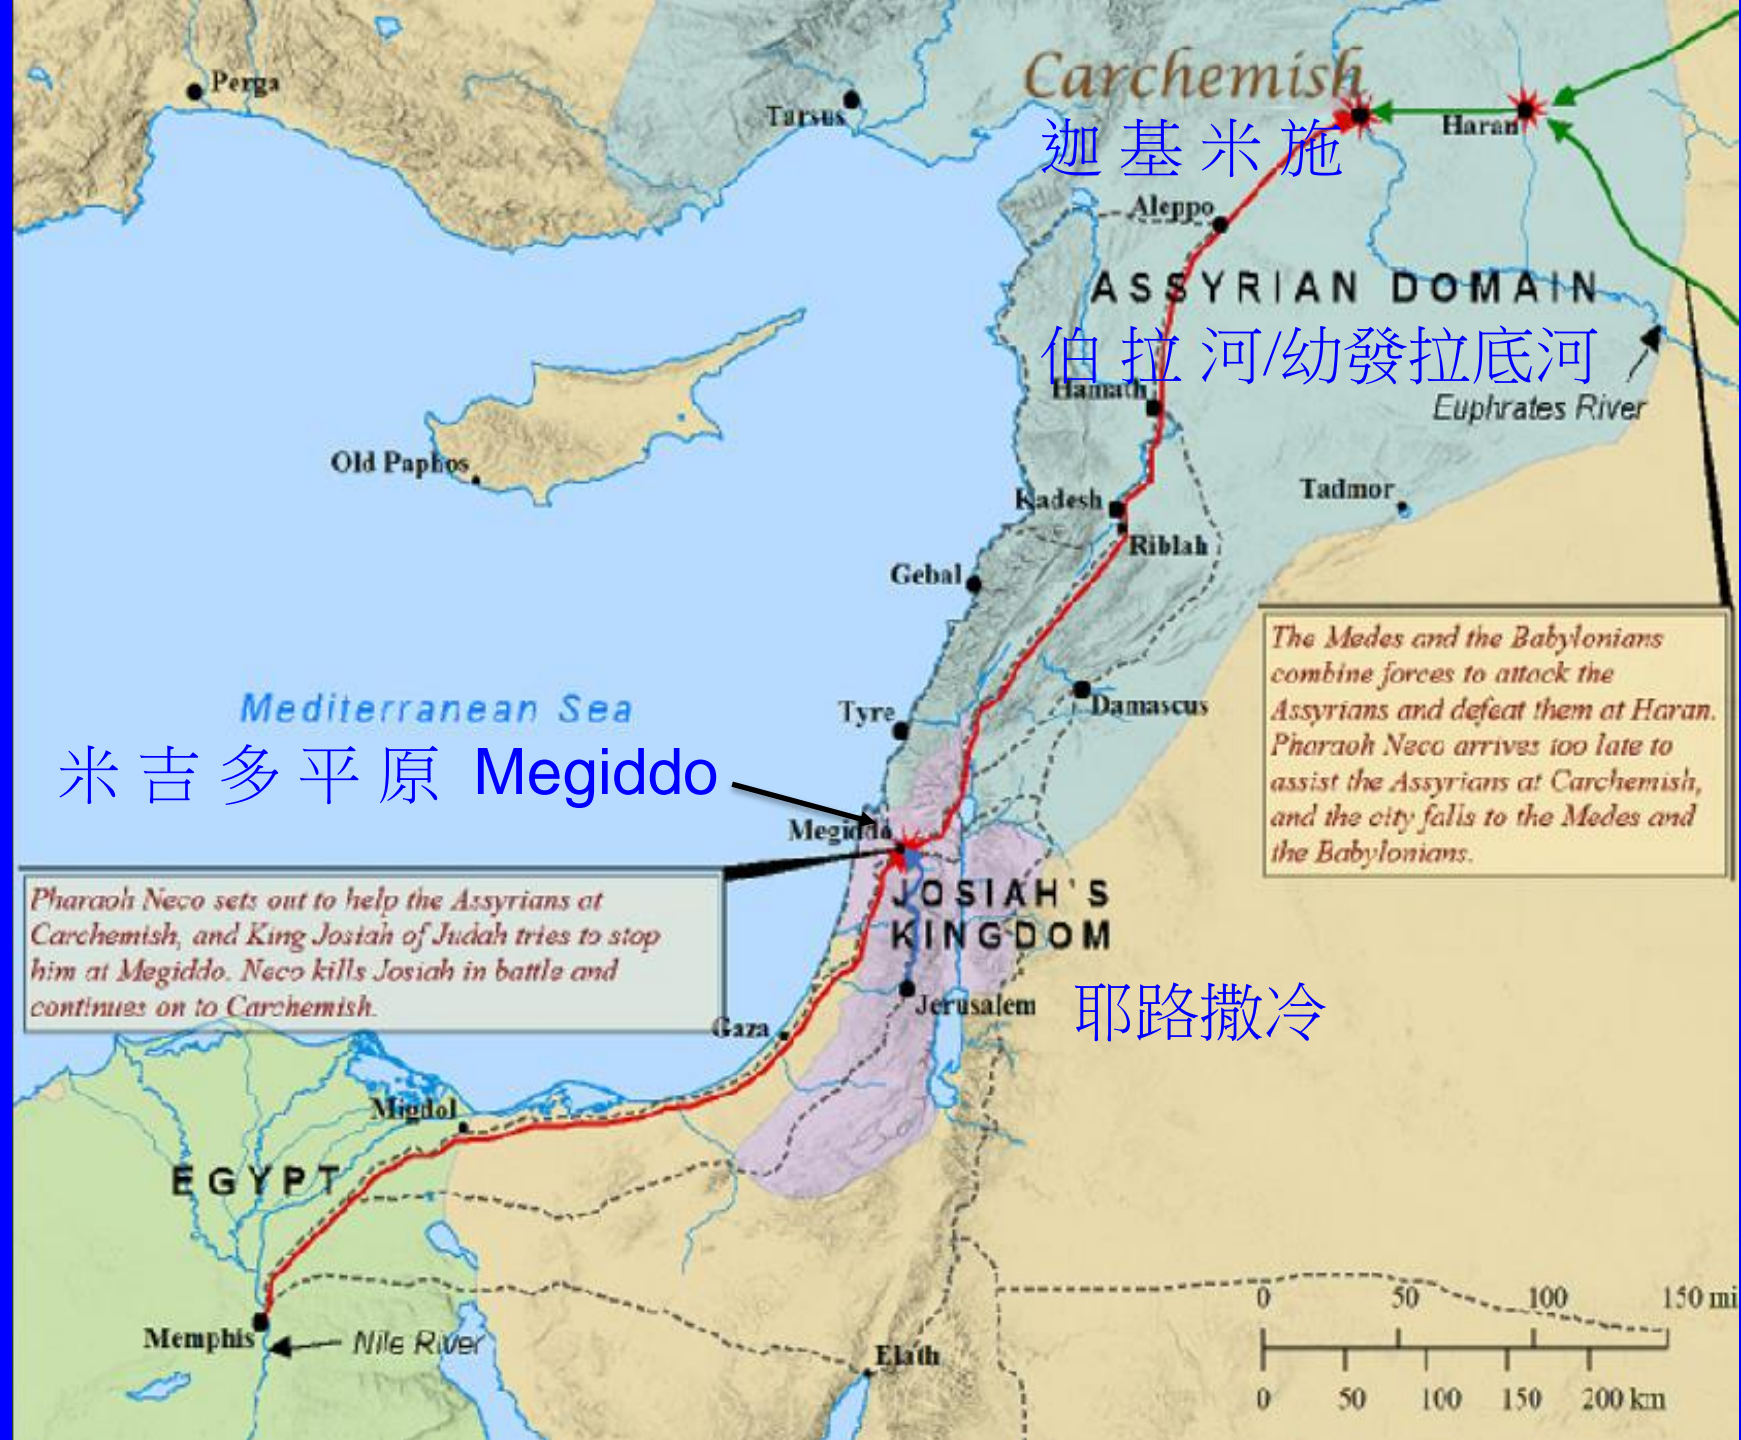 Perga
Carchemish
Tarsus
Haran
迦 基 米 施
Aleppo
ASSYRIAN DOMAIN
伯 拉 河/幼發拉底河
Hamath
Euphrates River
Old Paphos
Kadesh
Tadmor
Riblah
Gebal
The Medes and the Babylonians
combine forces to attack the
Assyrians and defeat them at Haran.
Pharaoh Neco arrives too late to
assist the Assyrians at Carchemish,
and the city falls to the Medes and
the Babylonians.
Mediterranean Sea
Tyre
Damascus
米 吉 多 平 原 Megiddo
Megiddo
Pharaoh Neco sets out to help the Assyrians at
Carchemish, and King Josiah of Judah tries to stop
him at Megiddo. Neco kills Josiah in battle and
continues on to Carchemish.
JOSIAH'S
KINGDOM
Jerusalem
耶路撒冷
Gaza
Migdol
EGYPT
Memphis
Nile River
Elath
0 50 100 150 mi
0 50 100 150 200 km